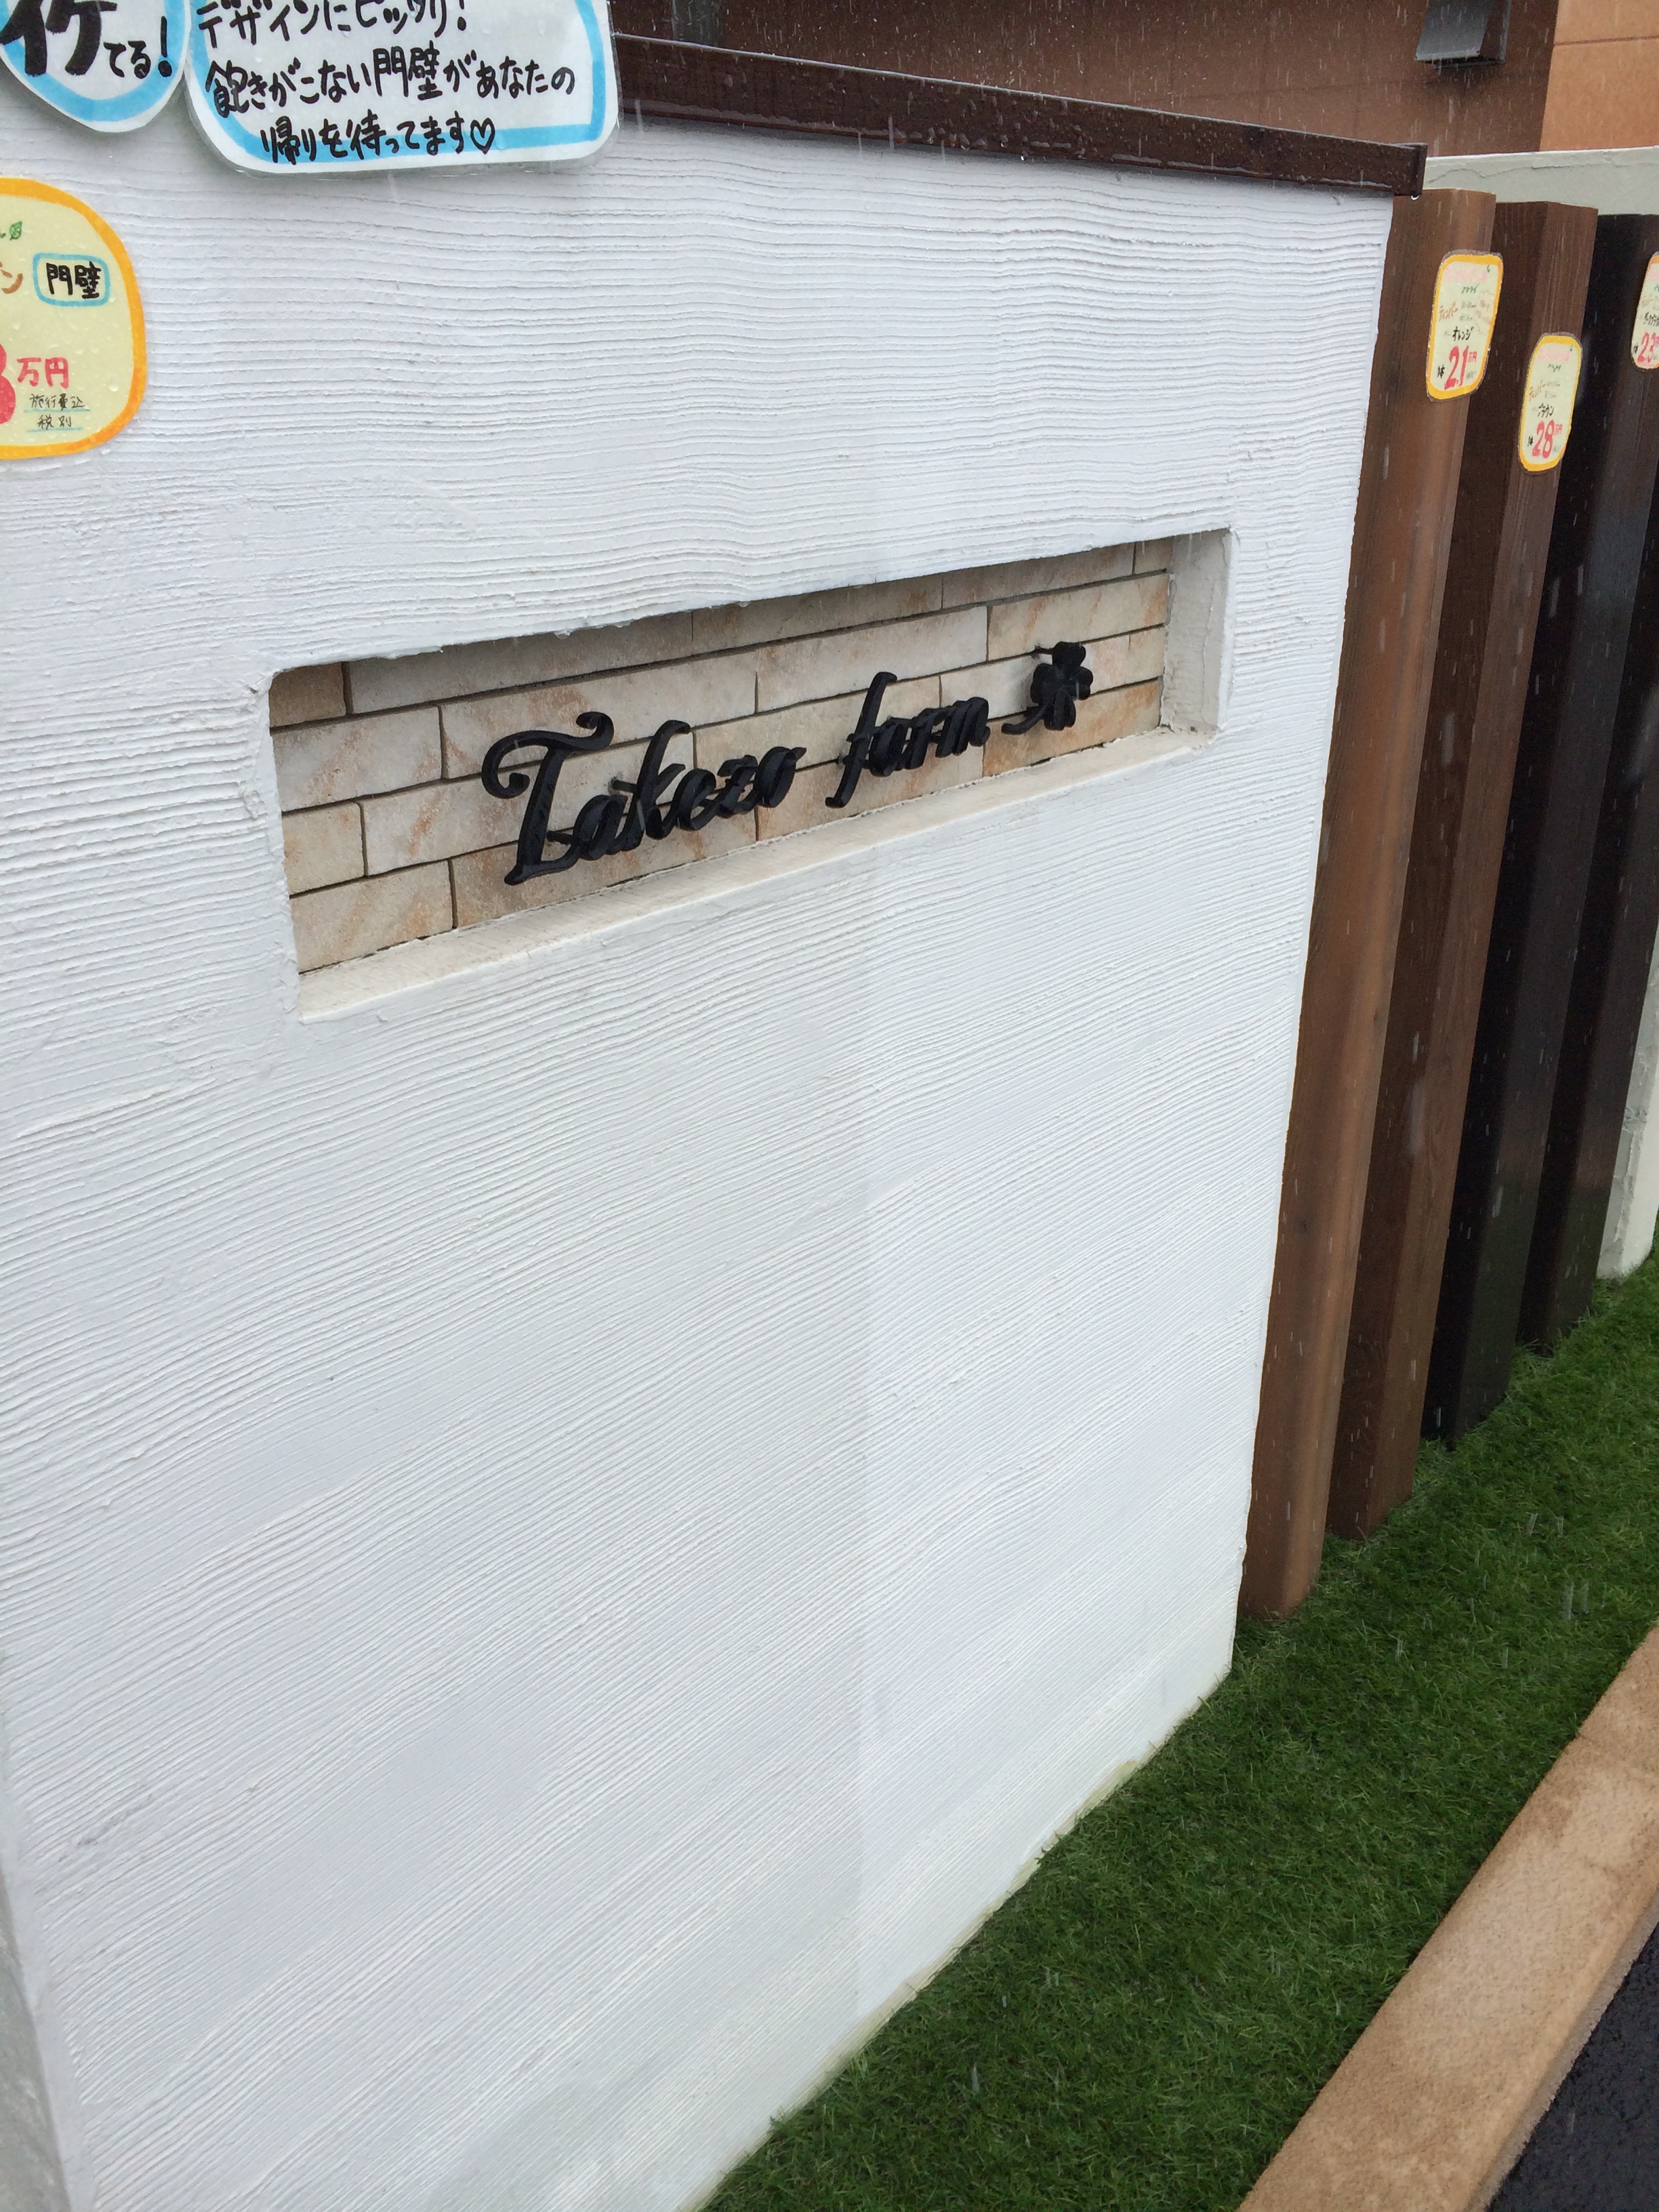 イケてる!
デザインにピッタリ!
飽きがこない門壁があなたの
帰りを待ってます♡
門壁
万円
施行費込
税別
Takezo farm
オレンジ
21
ブラウン
28
23